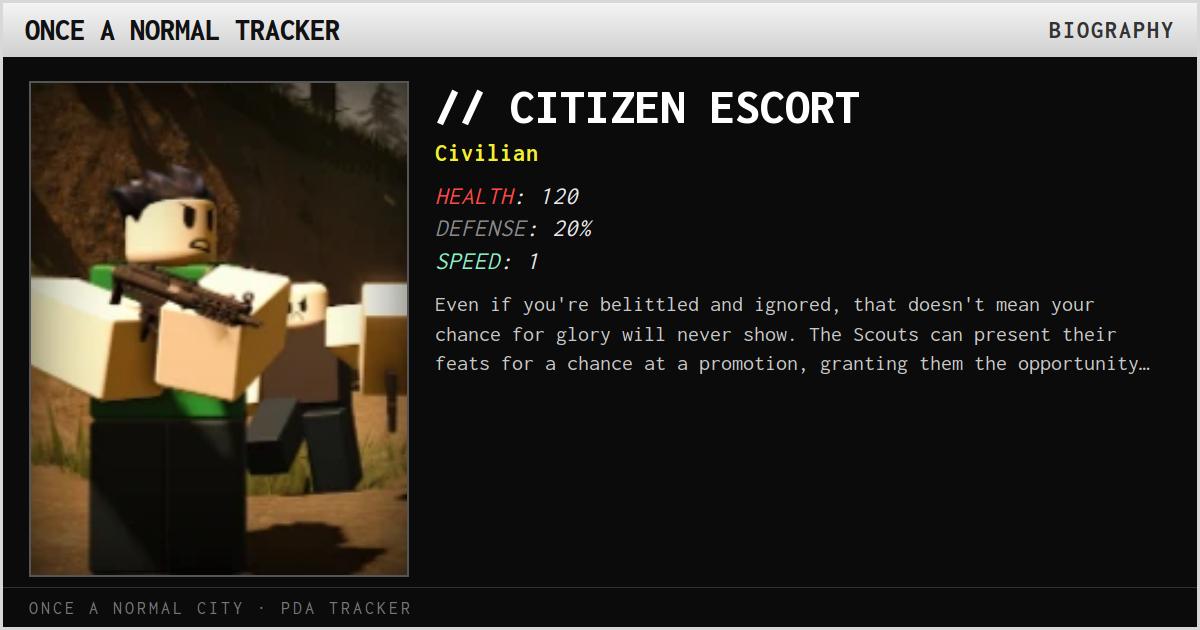 ONCE A NORMAL TRACKER
BIOGRAPHY
// CITIZEN ESCORT
Civilian
HEALTH: 120
DEFENSE: 20%
SPEED: 1
Even if you're belittled and ignored, that doesn't mean your
chance for glory will never show. The Scouts can present their
feats for a chance at a promotion, granting them the opportunity…
ONCE A NORMAL CITY · PDA TRACKER